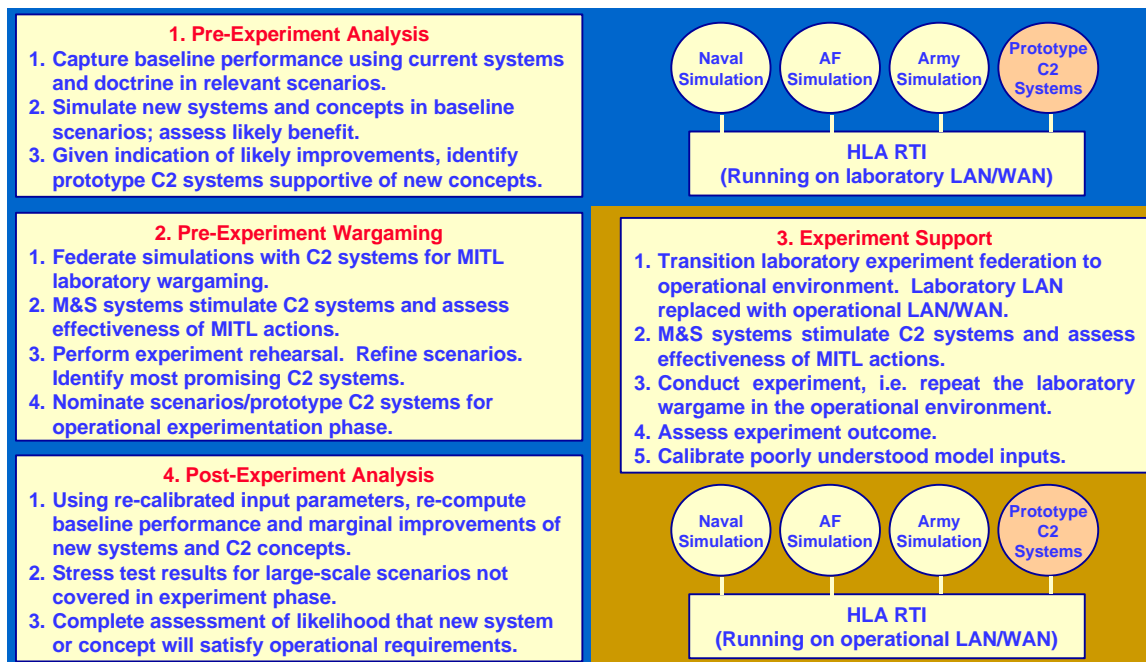 1. Pre-Experiment Analysis
1. Capture baseline performance using current systems
and doctrine in relevant scenarios.
2. Simulate new systems and concepts in baseline
scenarios; assess likely benefit.
3. Given indication of likely improvements, identify
prototype C2 systems supportive of new concepts.
Naval
Simulation
AF
Simulation
Army
Simulation
Prototype
C2
Systems
HLA RTI
(Running on laboratory LAN/WAN)
2. Pre-Experiment Wargaming
1. Federate simulations with C2 systems for MITL
laboratory wargaming.
2. M&S systems stimulate C2 systems and assess
effectiveness of MITL actions.
3. Perform experiment rehearsal.  Refine scenarios.
Identify most promising C2 systems.
4. Nominate scenarios/prototype C2 systems for
operational experimentation phase.
3. Experiment Support
1. Transition laboratory experiment federation to
operational environment.  Laboratory LAN
replaced with operational LAN/WAN.
2. M&S systems stimulate C2 systems and assess
effectiveness of MITL actions.
3. Conduct experiment, i.e. repeat the laboratory
wargame in the operational environment.
4. Assess experiment outcome.
5. Calibrate poorly understood model inputs.
4. Post-Experiment Analysis
1. Using re-calibrated input parameters, re-compute
baseline performance and marginal improvements of
new systems and C2 concepts.
2. Stress test results for large-scale scenarios not
covered in experiment phase.
3. Complete assessment of likelihood that new system
or concept will satisfy operational requirements.
Naval
Simulation
AF
Simulation
Army
Simulation
Prototype
C2
Systems
HLA RTI
(Running on operational LAN/WAN)